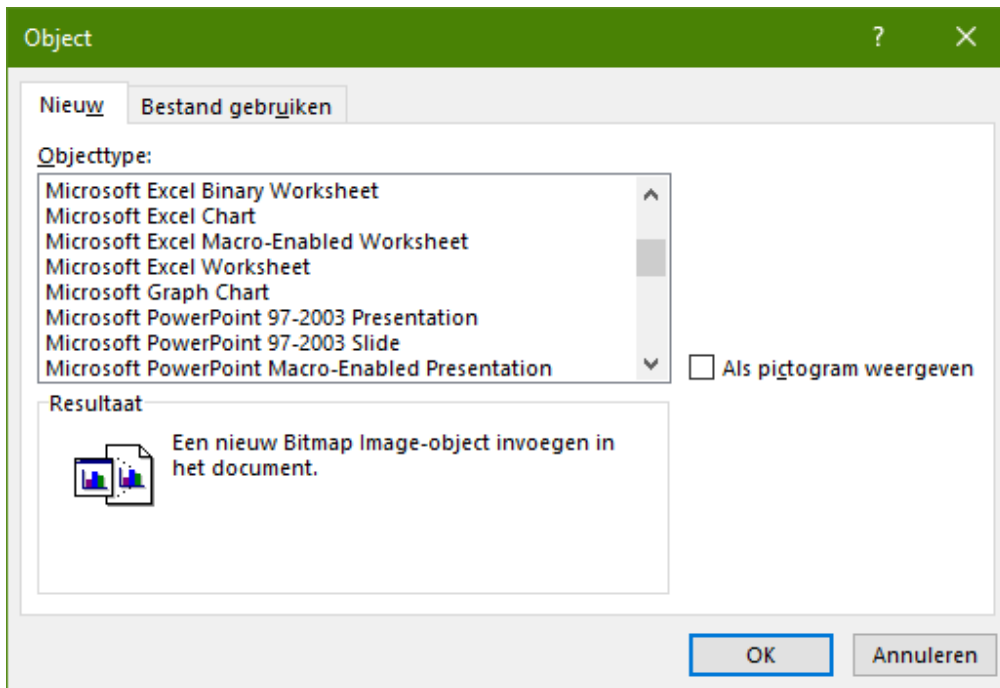 Object
Nieuw Bestand gebruiken
Objecttype:
Microsoft Excel Binary Worksheet
Microsoft Excel Chart
Microsoft Excel Macro-Enabled Worksheet
Microsoft Excel Worksheet
Microsoft Graph Chart
Microsoft PowerPoint 97-2003 Presentation
Microsoft PowerPoint 97-2003 Slide
Microsoft PowerPoint Macro-Enabled Presentation
Als pictogram weergeven
Resultaat
Een nieuw Bitmap Image-object invoegen in
het document.
OK Annuleren